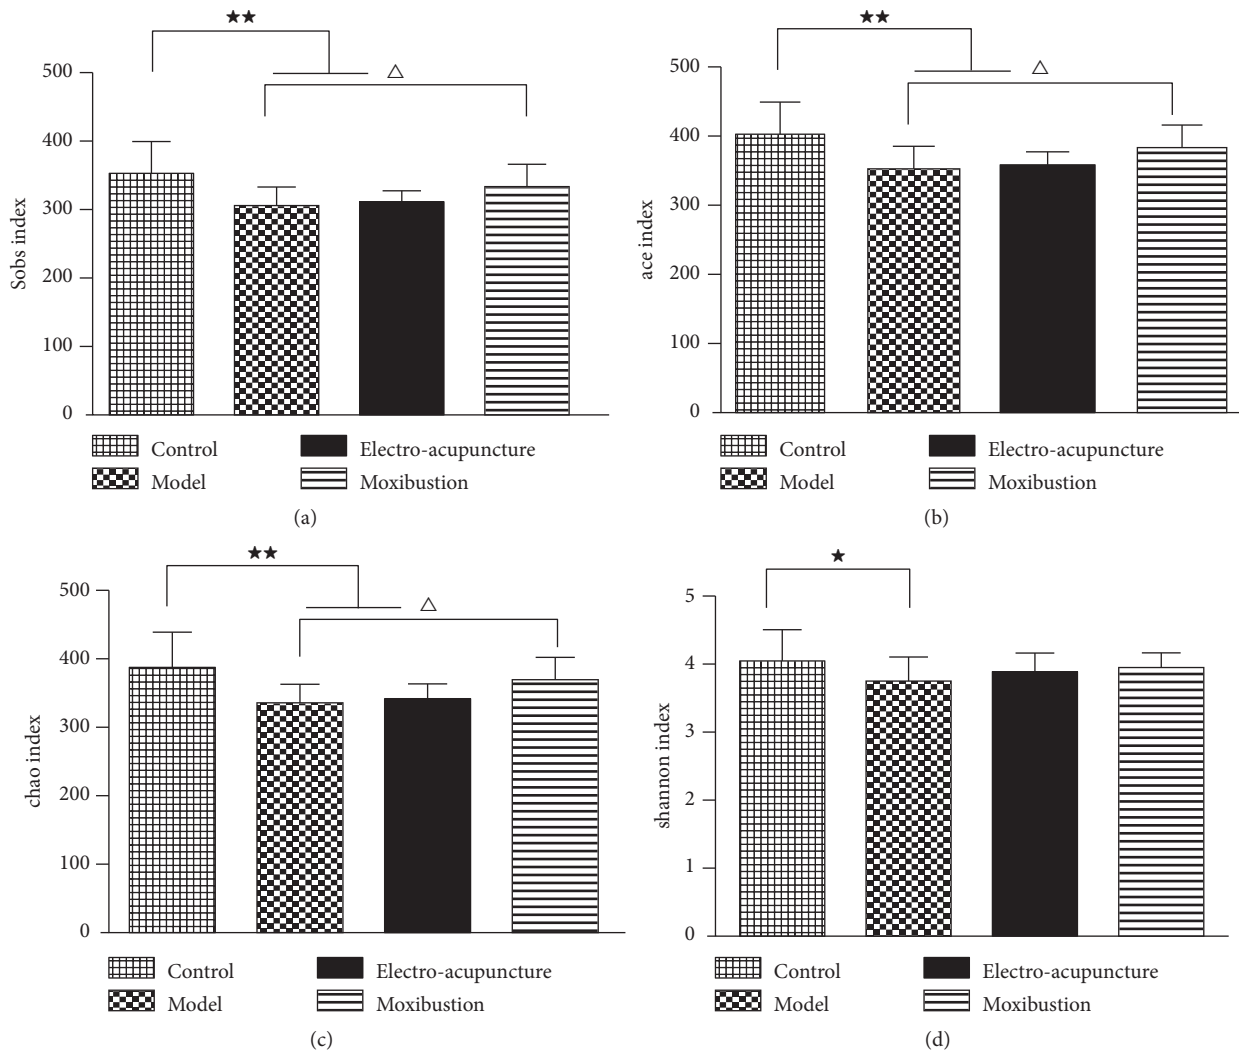 ★★
△
500
400
300
200
100
0
Sobs index
Control
Electro-acupuncture
Model
Moxibustion
(a)
★★
△
500
400
300
200
100
0
ace index
Control
Electro-acupuncture
Model
Moxibustion
(b)
★★
△
500
400
300
200
100
0
chao index
Control
Electro-acupuncture
Model
Moxibustion
(c)
★
5
4
3
2
1
0
shannon index
Control
Electro-acupuncture
Model
Moxibustion
(d)